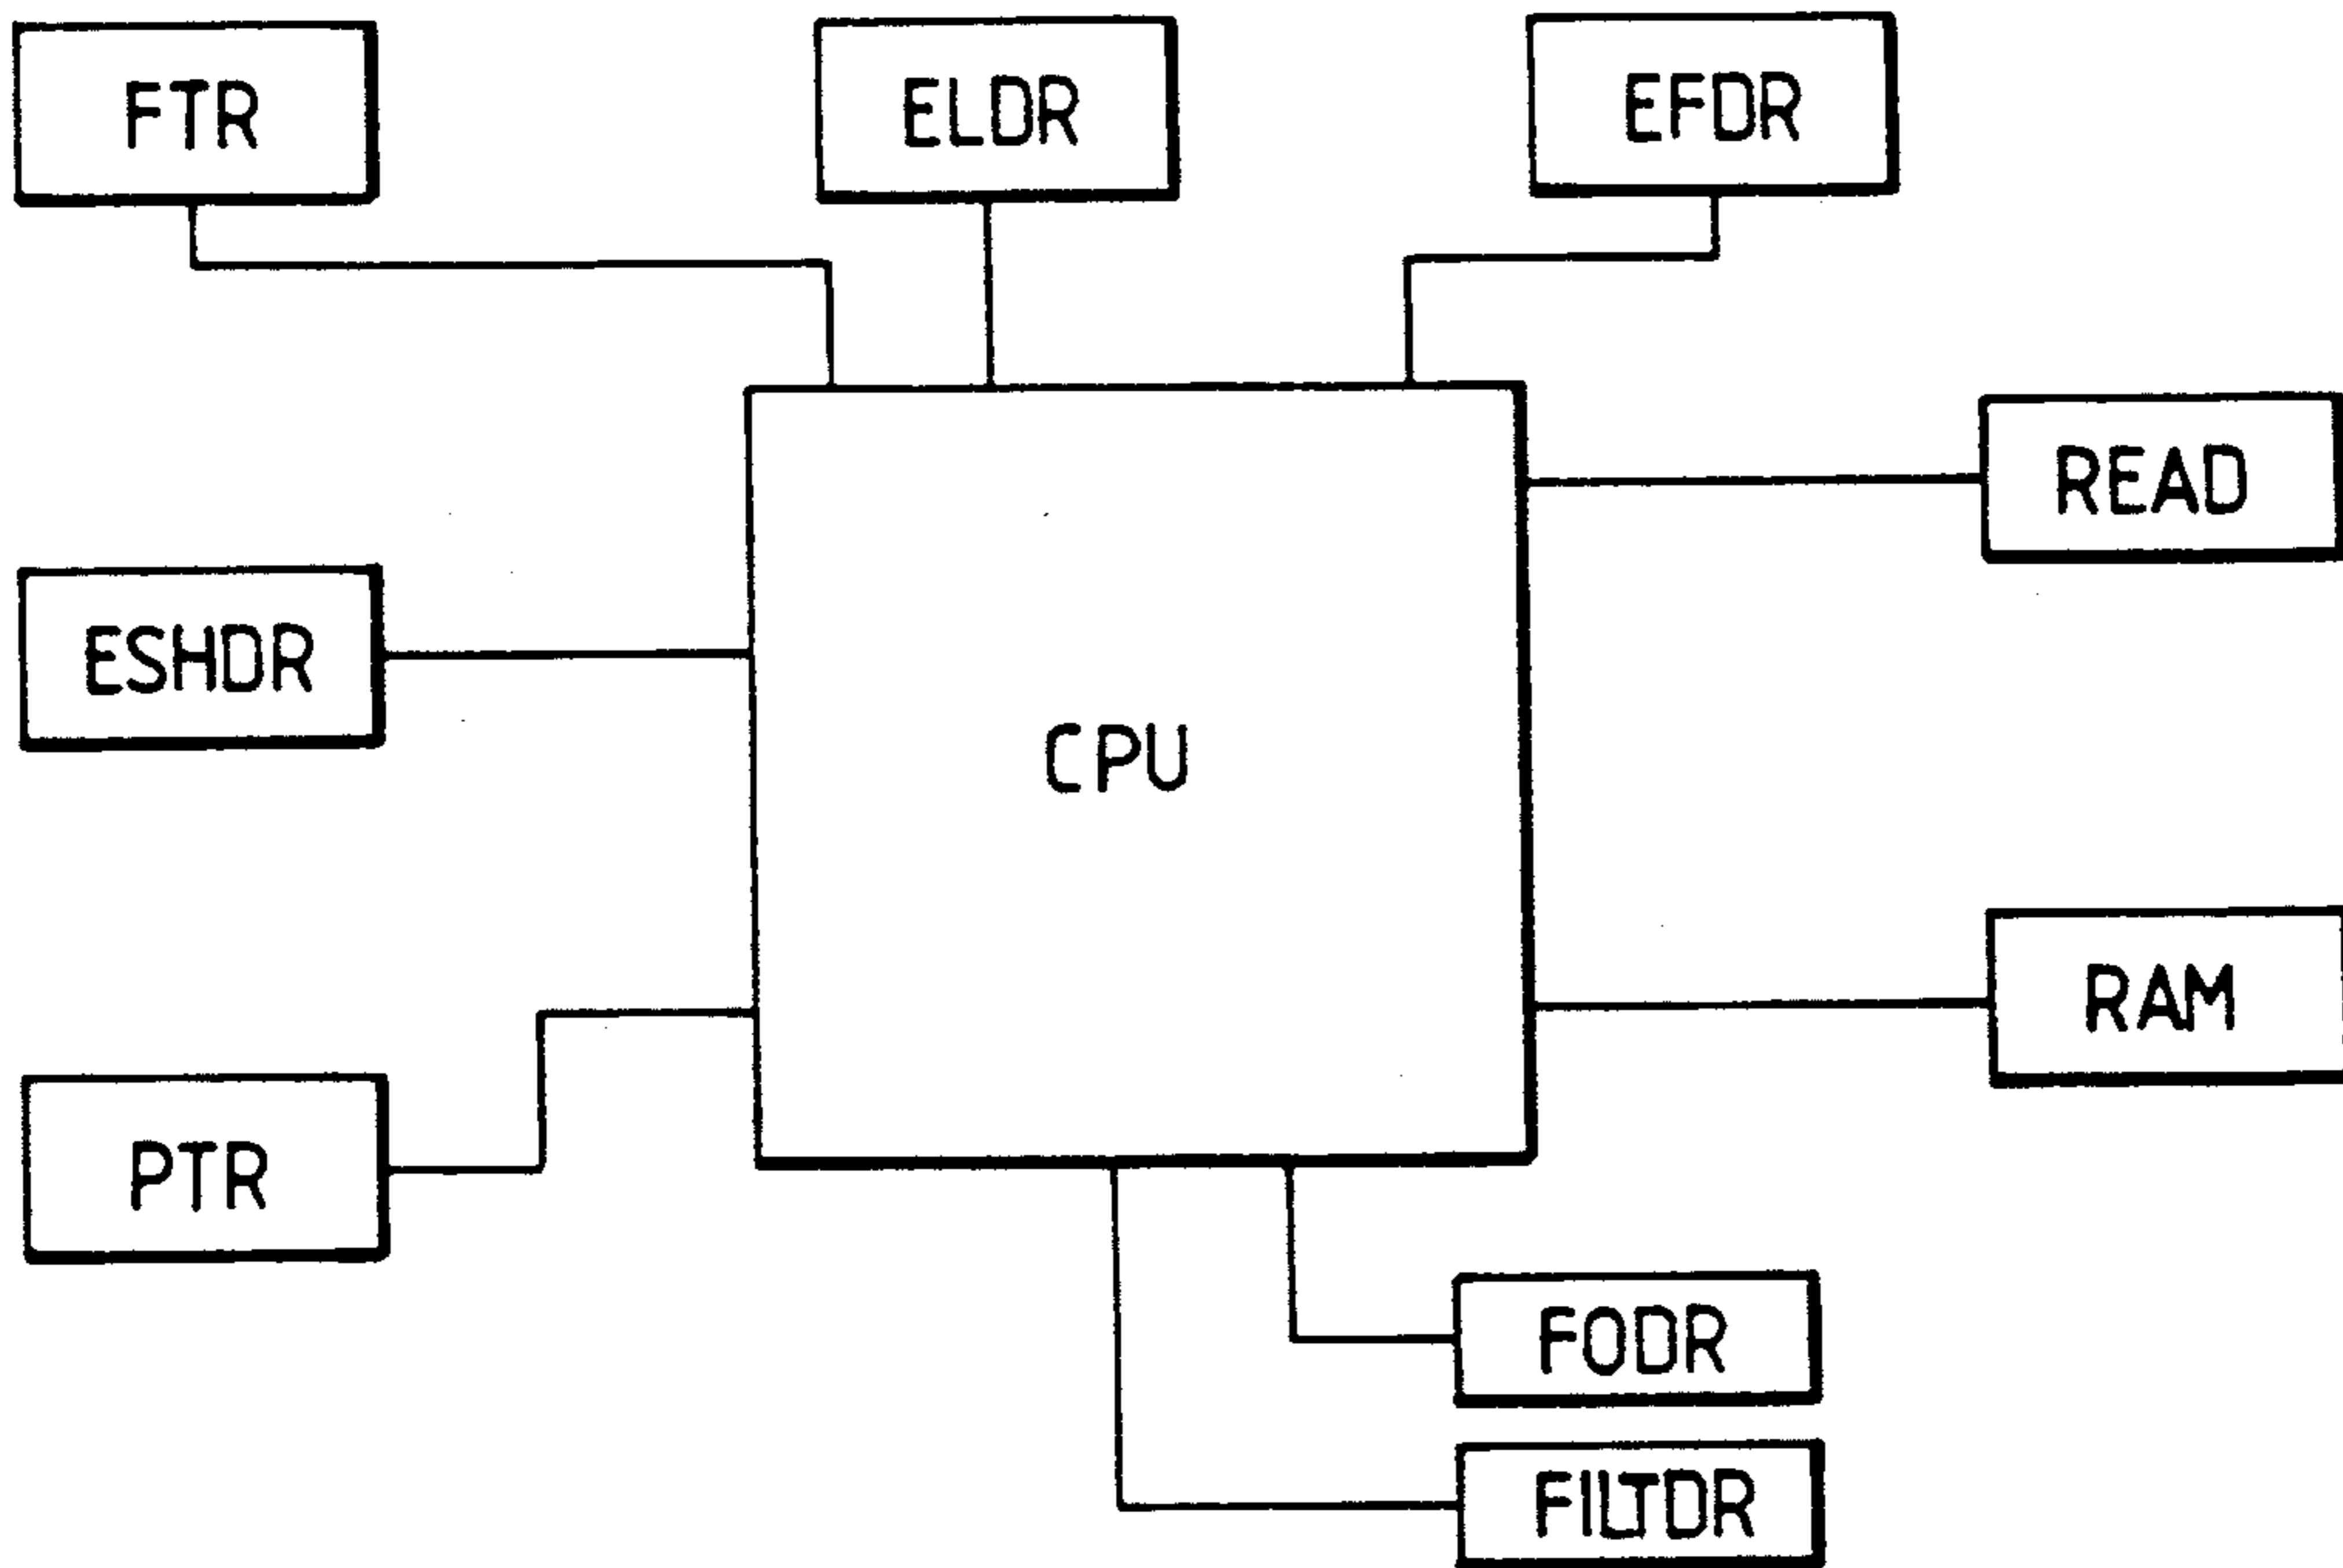 FTR
ELDR
EFDR
READ
ESHDR
CPU
RAM
PTR
FODR
FILTDR